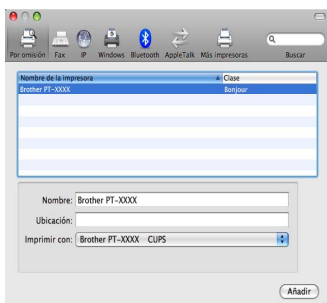 Por omisión Fax IP Windows Bluetooth AppleTalk Más impresoras Buscar
Nombre de la impresora Clase
Brother PT-XXXX Bonjour
Nombre: Brother PT-XXXX
Ubicación:
Imprimir con: Brother PT-XXXX CUPS
Añadir